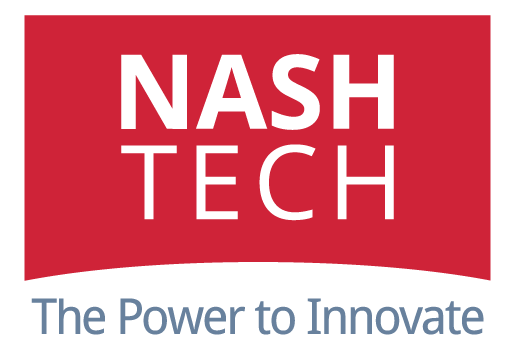 NASH
TECH
The Power to Innovate